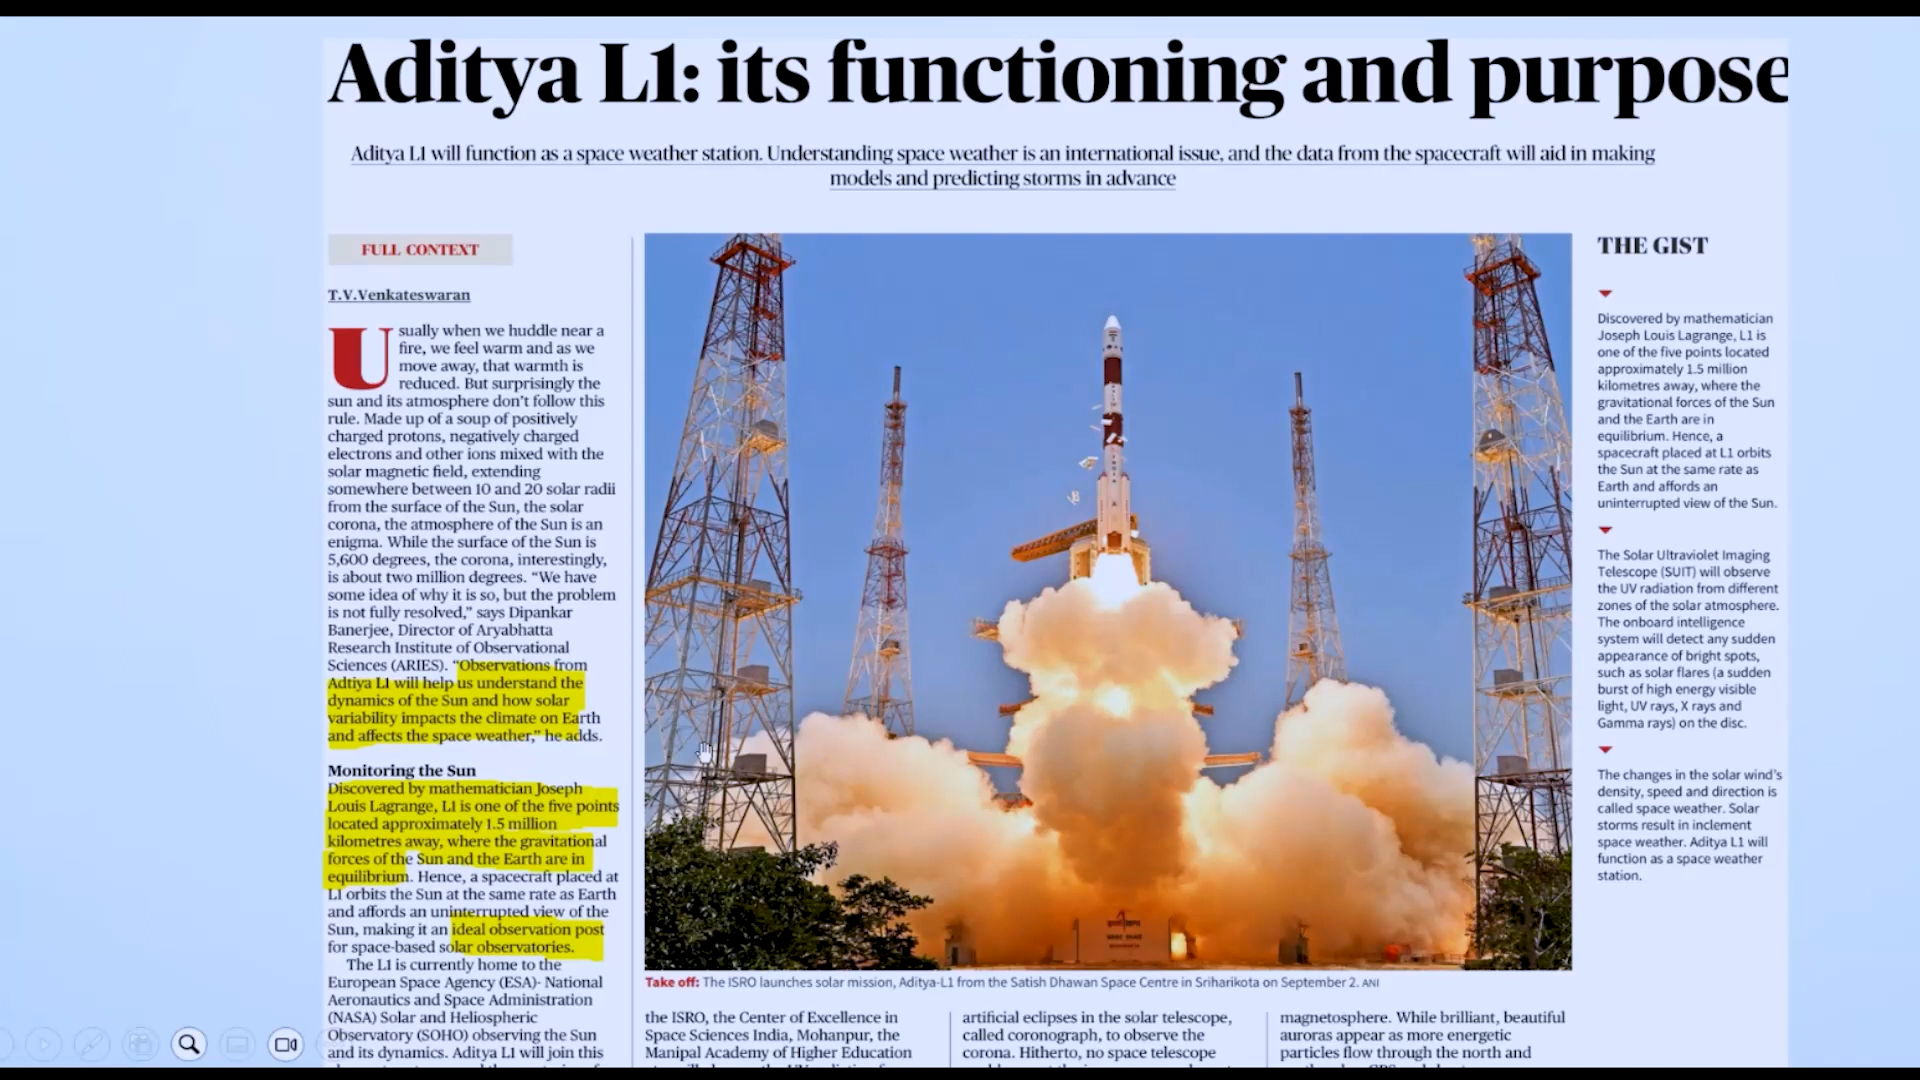 Aditya L1: its functioning and purpose
Aditya L1 will function as a space weather station. Understanding space weather is an international issue, and the data from the spacecraft will aid in making
models and predicting storms in advance
FULL CONTEXT
T.V.Venkateswaran
Usually when we huddle near a
fire, we feel warm and as we
move away, that warmth is
reduced. But surprisingly the
sun and its atmosphere don't follow this
rule. Made up of a soup of positively
charged protons, negatively charged
electrons and other ions mixed with the
solar magnetic field, extending
somewhere between 10 and 20 solar radii
from the surface of the Sun, the solar
corona, the atmosphere of the Sun is an
enigma. While the surface of the Sun is
5,600 degrees, the corona, interestingly,
is about two million degrees. “We have
some idea of why it is so, but the problem
is not fully resolved,” says Dipankar
Banerjee, Director of Aryabhatta
Research Institute of Observational
Sciences (ARIES). “Observations from
Adtiya L1 will help us understand the
dynamics of the Sun and how solar
variability impacts the climate on Earth
and affects the space weather,” he adds.
Monitoring the Sun
Discovered by mathematician Joseph
Louis Lagrange, L1 is one of the five points
located approximately 1.5 million
kilometres away, where the gravitational
forces of the Sun and the Earth are in
equilibrium. Hence, a spacecraft placed at
L1 orbits the Sun at the same rate as Earth
and affords an uninterrupted view of the
Sun, making it an ideal observation post
for space-based solar observatories.
The L1 is currently home to the
European Space Agency (ESA)- National
Aeronautics and Space Administration
(NASA) Solar and Heliospheric
Observatory (SOHO) observing the Sun
and its dynamics. Aditya L1 will join this
Take off: The ISRO launches solar mission, Aditya-L1 from the Satish Dhawan Space Centre in Sriharikota on September 2. ANI
the ISRO, the Center of Excellence in
Space Sciences India, Mohanpur, the
Manipal Academy of Higher Education
artificial eclipses in the solar telescope,
called coronograph, to observe the
corona. Hitherto, no space telescope
magnetosphere. While brilliant, beautiful
auroras appear as more energetic
particles flow through the north and
THE GIST
Discovered by mathematician
Joseph Louis Lagrange, L1 is
one of the five points located
approximately 1.5 million
kilometres away, where the
gravitational forces of the Sun
and the Earth are in
equilibrium. Hence, a
spacecraft placed at L1 orbits
the Sun at the same rate as
Earth and affords an
uninterrupted view of the Sun.
The Solar Ultraviolet Imaging
Telescope (SUIT) will observe
the UV radiation from different
zones of the solar atmosphere.
The onboard intelligence
system will detect any sudden
appearance of bright spots,
such as solar flares (a sudden
burst of high energy visible
light, UV rays, X rays and
Gamma rays) on the disc.
The changes in the solar wind's
density, speed and direction is
called space weather. Solar
storms result in inclement
space weather. Aditya L1 will
function as a space weather
station.